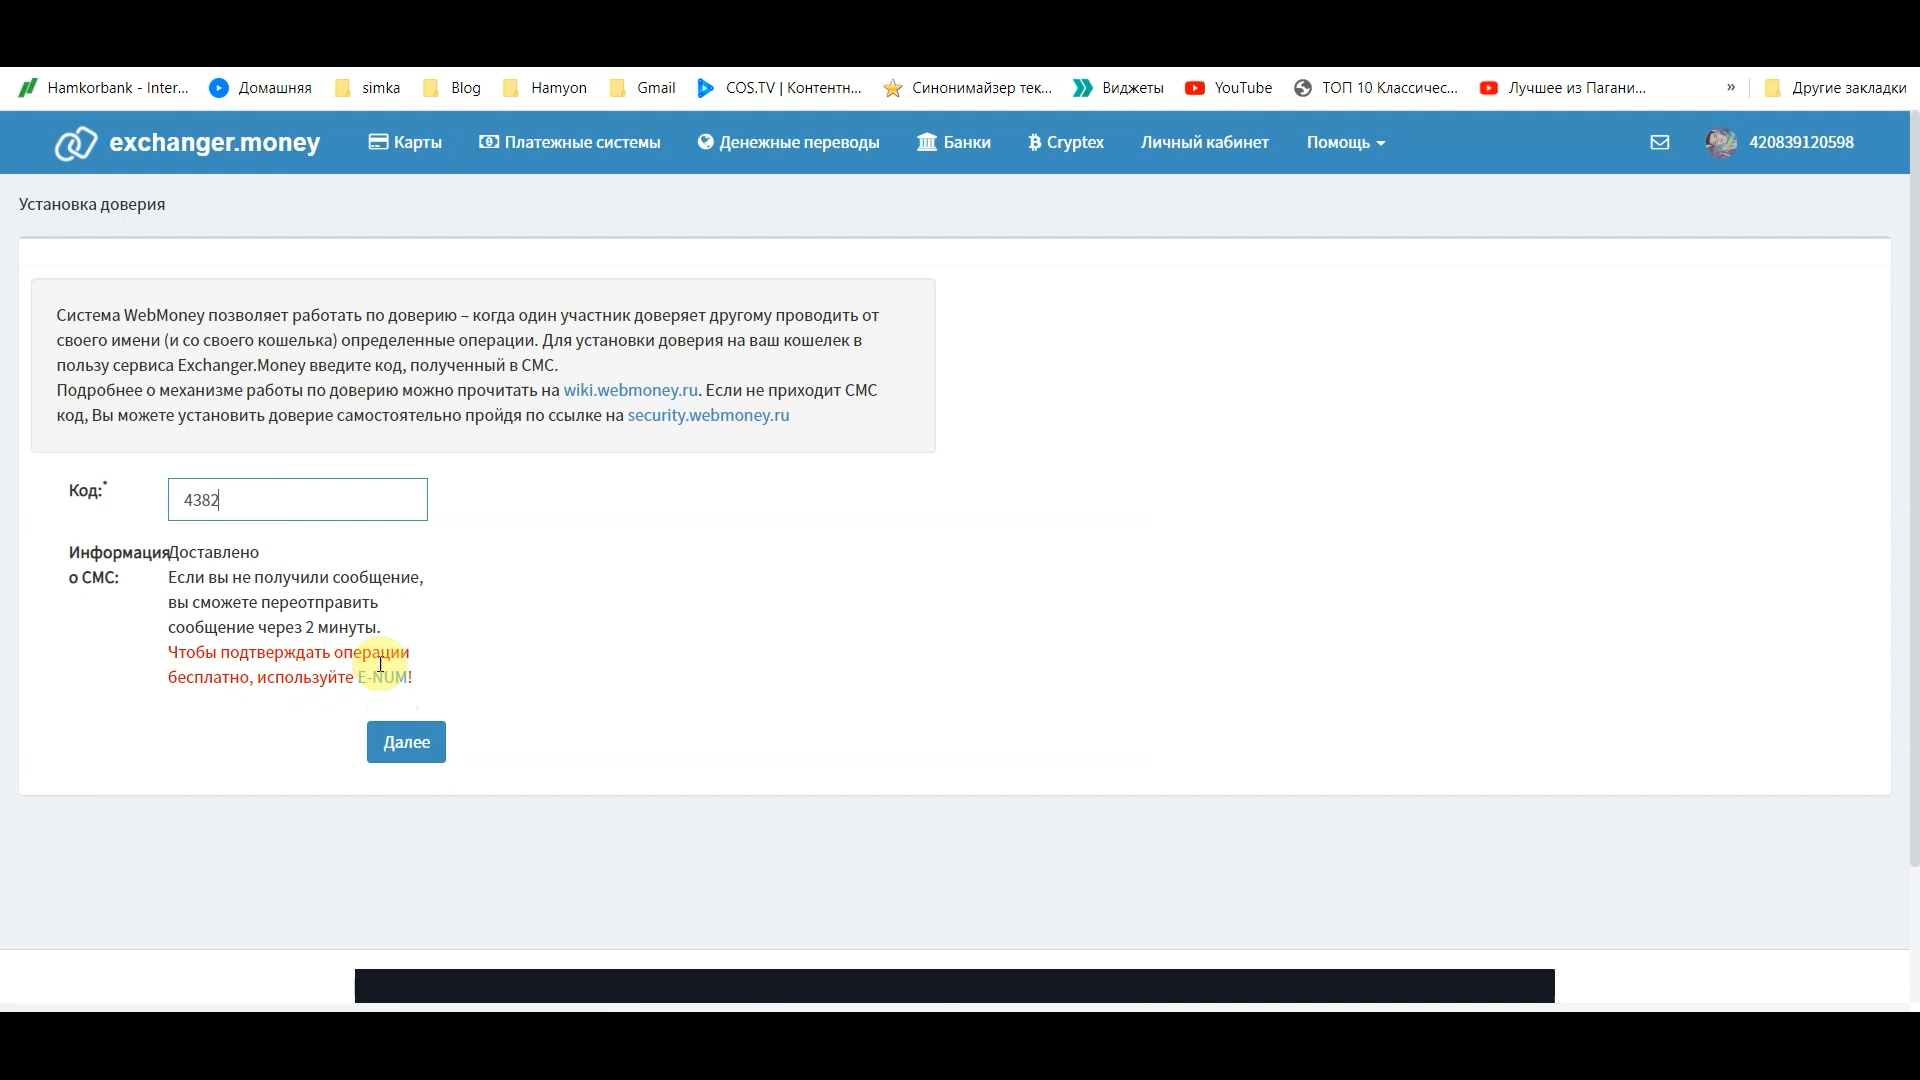 Hamkorbank - Inter... Домашняя simka Blog Hamyon Gmail COS.TV | Контентн... Синонимайзер тек... Виджеты YouTube ТОП 10 Классичес... Лучшее из Пагани... » Другие закладки
exchanger.money Карты Платежные системы Денежные переводы Банки Cryptex Личный кабинет Помощь 420839120598
Установка доверия
Система WebMoney позволяет работать по доверию – когда один участник доверяет другому проводить от
своего имени (и со своего кошелька) определенные операции. Для установки доверия на ваш кошелек в
пользу сервиса Exchanger.Money введите код, полученный в СМС.
Подробнее о механизме работы по доверию можно прочитать на wiki.webmoney.ru. Если не приходит СМС
код, Вы можете установить доверие самостоятельно пройдя по ссылке на security.webmoney.ru
Код:* 4382
Информация Доставлено
о СМС: Если вы не получили сообщение,
вы сможете переотправить
сообщение через 2 минуты.
Чтобы подтверждать операции
бесплатно, используйте E-NUM!
Далее